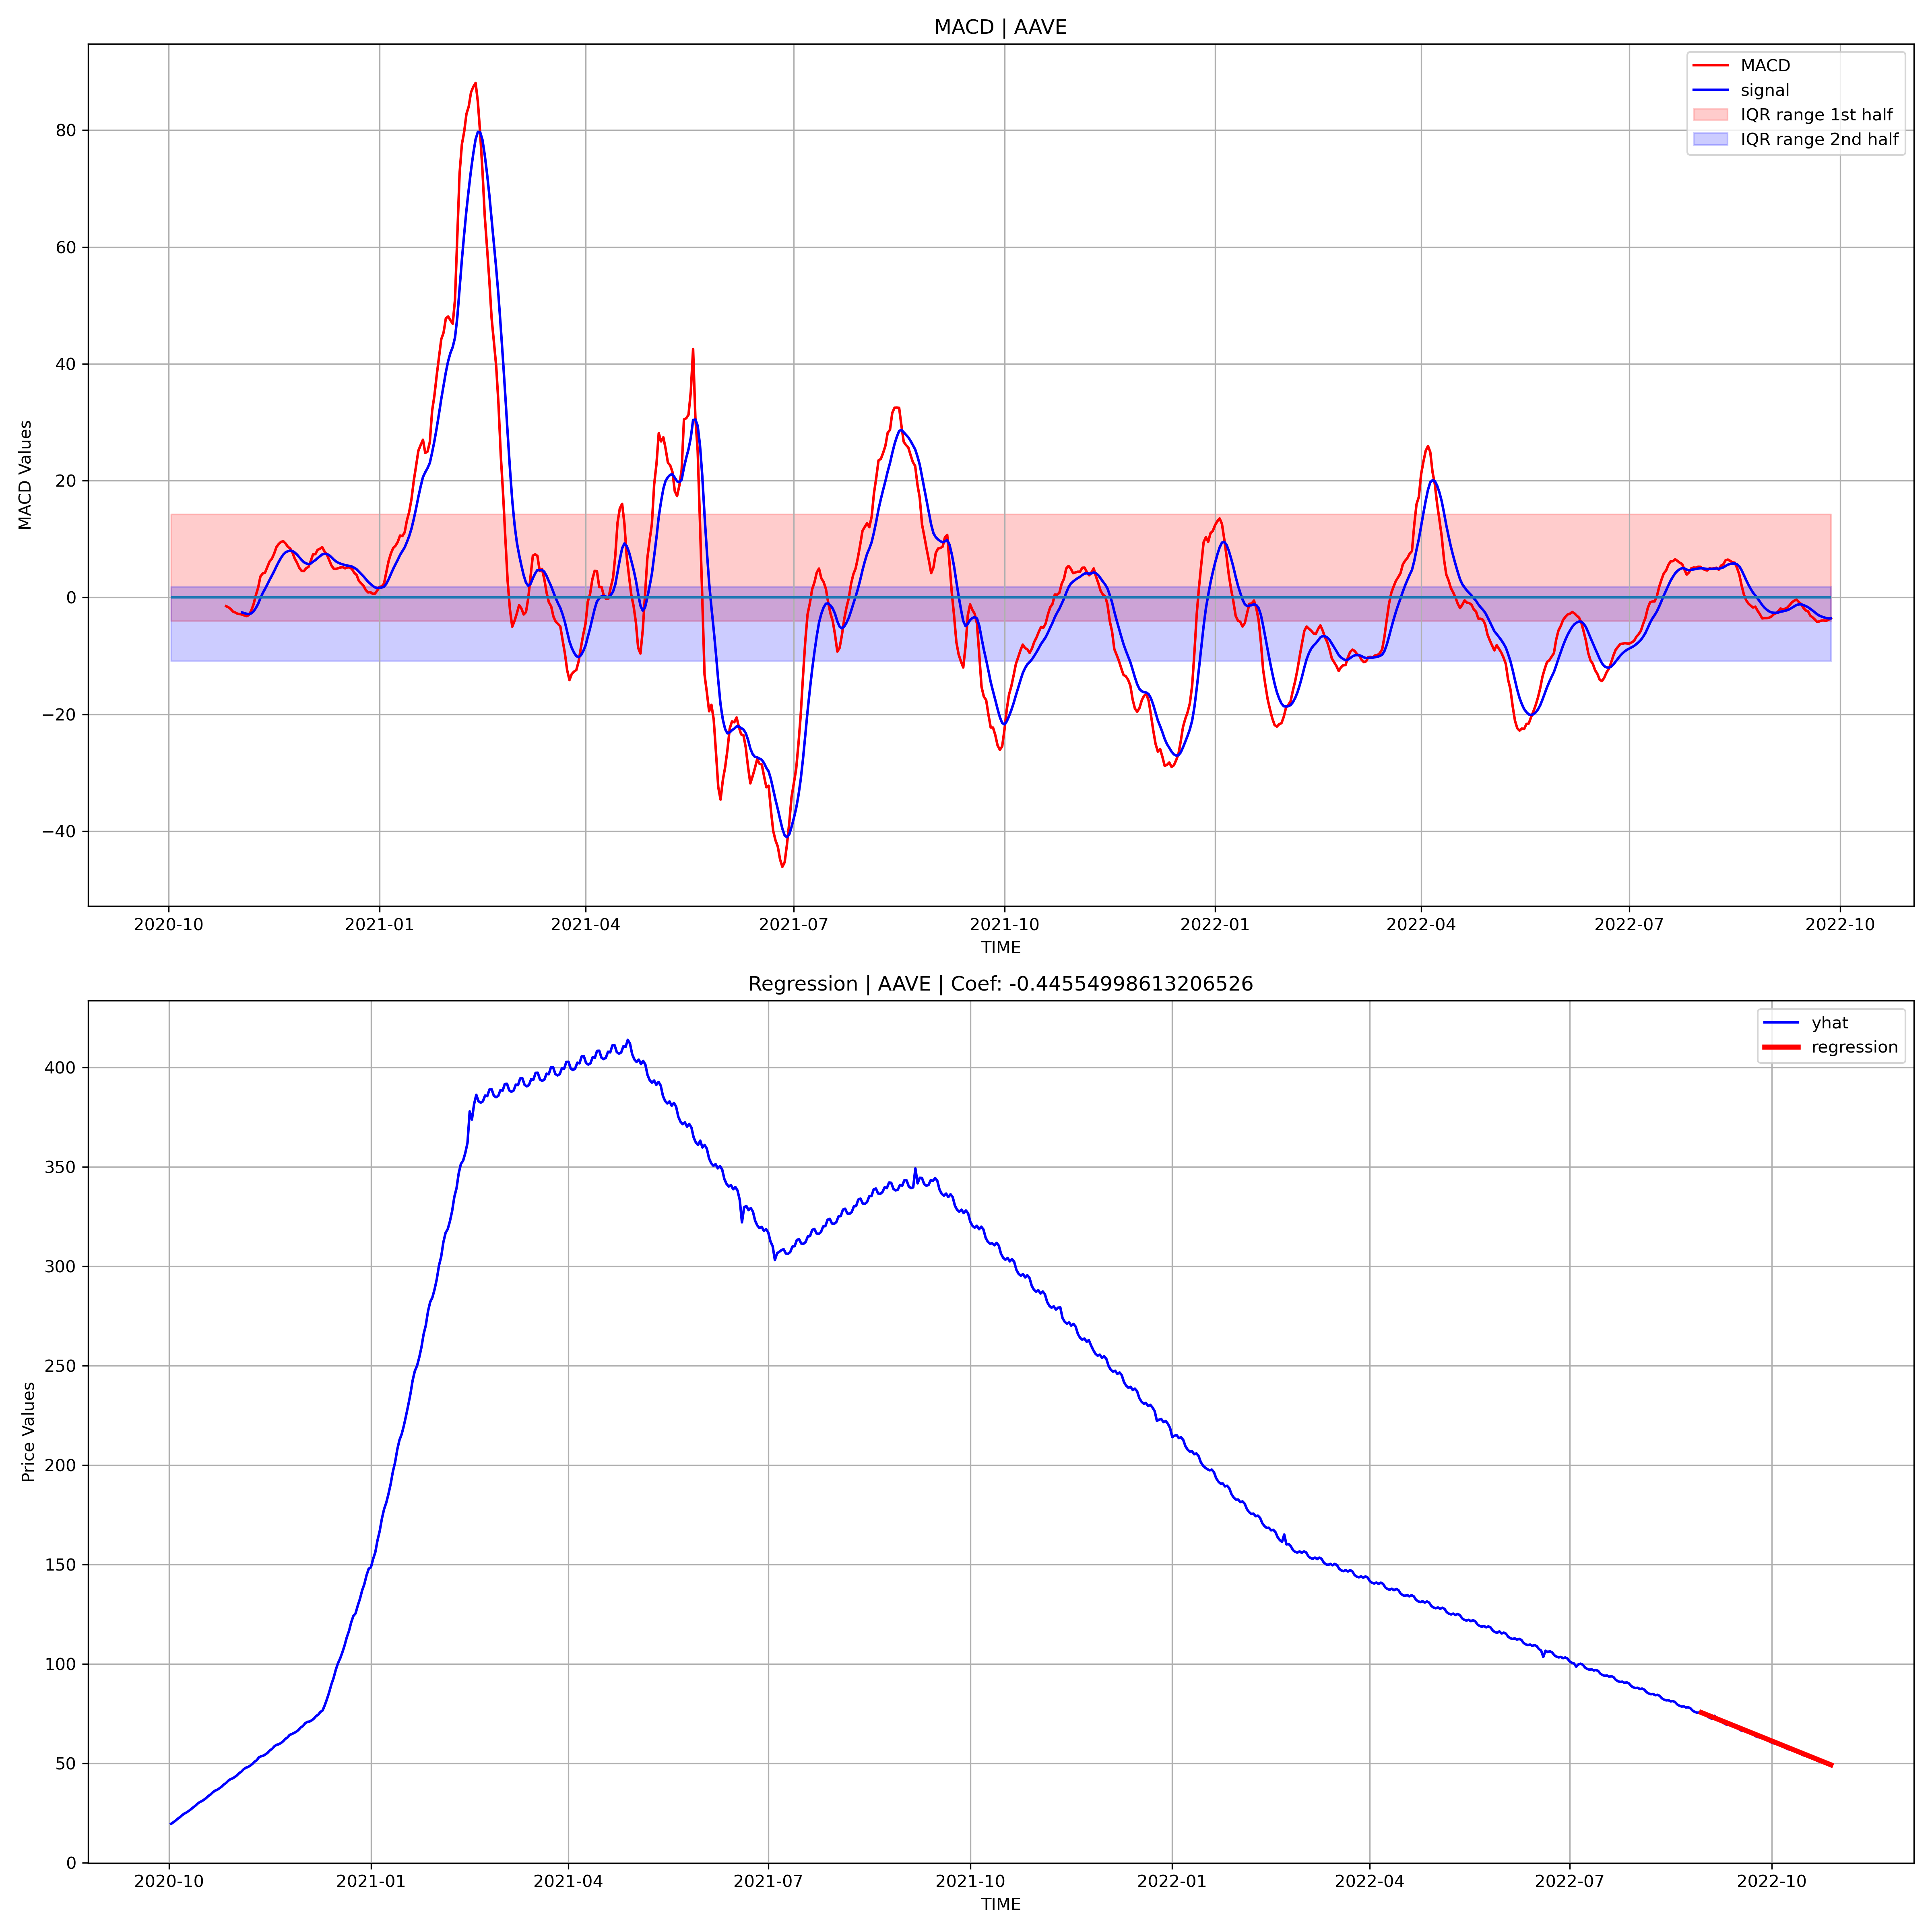 MACD | AAVE
MACD
signal
IQR range 1st half
IQR range 2nd half
MACD Values
80
60
40
20
0
−20
−40
2020-10 2021-01 2021-04 2021-07 2021-10 2022-01 2022-04 2022-07 2022-10
TIME
Regression | AAVE | Coef: -0.44554998613206526
yhat
regression
Price Values
400
350
300
250
200
150
100
50
0
2020-10 2021-01 2021-04 2021-07 2021-10 2022-01 2022-04 2022-07 2022-10
TIME